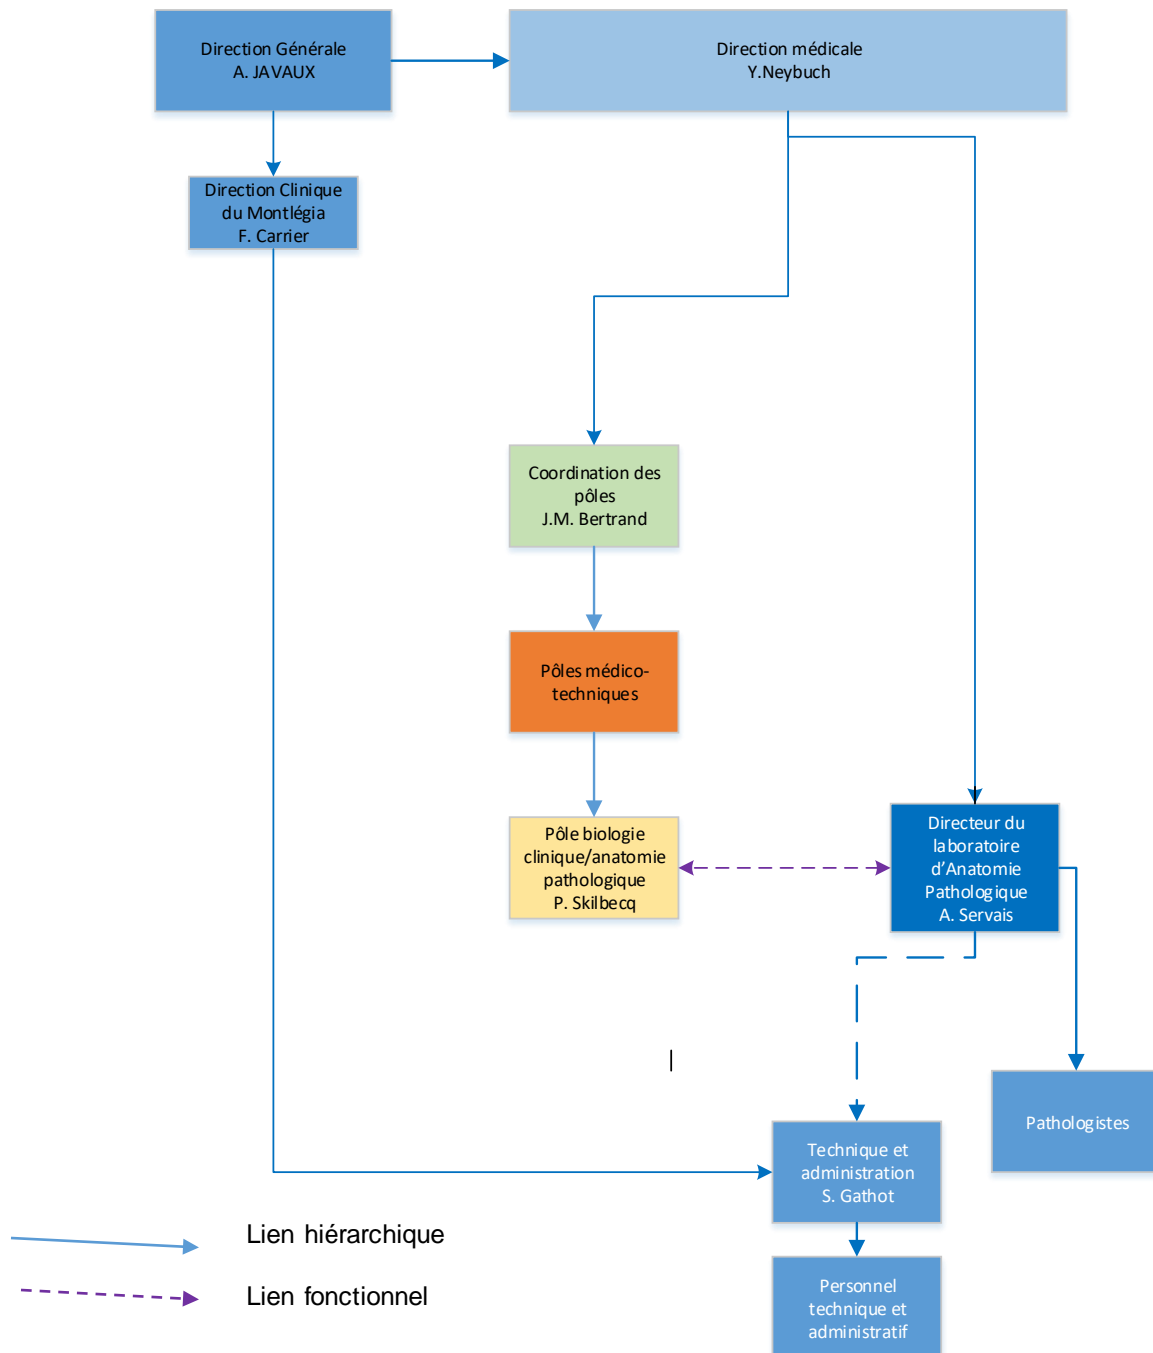 Direction Générale
A. JAVAUX
Direction médicale
Y.Neybuch
Direction Clinique
du Montlégia
F. Carrier
Coordination des
pôles
J.M. Bertrand
Pôles médico-
techniques
Pôle biologie
clinique/anatomie
pathologique
P. Skilbecq
Directeur du
laboratoire
d’Anatomie
Pathologique
A. Servais
Pathologistes
Technique et
administration
S. Gathot
Personnel
technique et
administratif
Lien hiérarchique
Lien fonctionnel